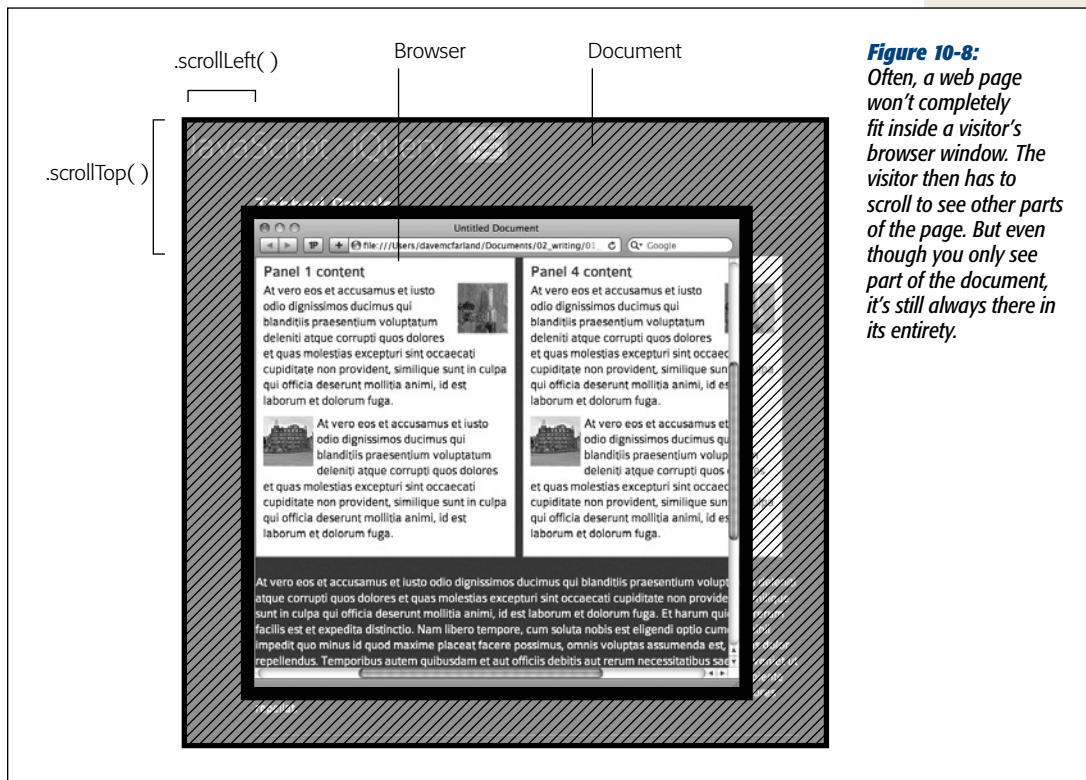 .scrollLeft( )
Browser
Document
.scrollTop( )
JavaScript jQuery
Tabbed Panels
Untitled Document
1P + file:///Users/davemcfarland/Documents/02_writing/01_ Google
Panel 1 content
At vero eos et accusamus et iusto
odio dignissimos ducimus qui
blanditiis praesentium voluptatum
deleniti atque corrupti quos dolores
et quas molestias excepturi sint occaecati
cupiditate non provident, similique sunt in culpa
qui officia deserunt mollitia animi, id est
laborum et dolorum fuga.
At vero eos et accusamus et iusto
odio dignissimos ducimus qui
blanditiis praesentium voluptatum
deleniti atque corrupti quos dolores
et quas molestias excepturi sint occaecati
cupiditate non provident, similique sunt in culpa
qui officia deserunt mollitia animi, id est
laborum et dolorum fuga.
Panel 4 content
At vero eos et accusamus et iusto
odio dignissimos ducimus qui
blanditiis praesentium voluptatum
deleniti atque corrupti quos dolores
et quas molestias excepturi sint occaec
cupiditate non provident, similique sun
qui officia deserunt mollitia animi, id es
laborum et dolorum fuga.
At vero eos et accusamus et
odio dignissimos ducimus qu
blanditiis praesentium volup
deleniti atque corrupti quos
et quas molestias excepturi sint occaec
cupiditate non provident, similique sun
qui officia deserunt mollitia animi, id es
laborum et dolorum fuga.
At vero eos et accusamus et iusto odio dignissimos ducimus qui blanditiis praesentium volupt
atque corrupti quos dolores et quas molestias excepturi sint occaecati cupiditate non provide
sunt in culpa qui officia deserunt mollitia animi, id est laborum et dolorum fuga. Et harum qui
facilis est et expedita distinctio. Nam libero tempore, cum soluta nobis est eligendi optio cum
impedit quo minus id quod maxime placeat facere possimus, omnis voluptas assumenda est,
repellendus. Temporibus autem quibusdam et aut officiis debitis aut rerum necessitatibus sae
Figure 10-8:
Often, a web page
won’t completely
fit inside a visitor’s
browser window. The
visitor then has to
scroll to see other parts
of the page. But even
though you only see
part of the document,
it’s still always there in
its entirety.